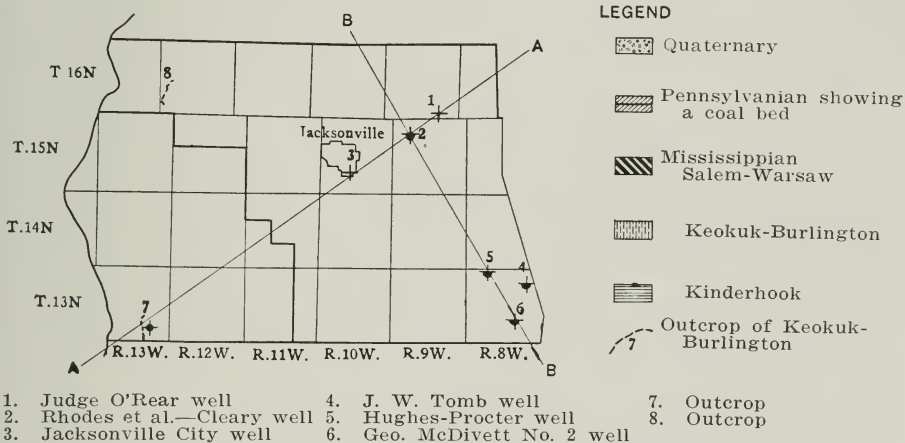 LEGEND
Quaternary
Pennsylvanian showing
a coal bed
Mississippian
Salem-Warsaw
Keokuk-Burlington
Kinderhook
Outcrop of Keokuk-
Burlington
7
B
A
T 16N
8
1
T.15N
Jacksonville
2
3
T.14N
5
4
T.13N
7
6
R.13W. R.12W. R.11W. R.10W. R.9W. R.8W.
A
B
1. Judge O'Rear well
2. Rhodes et al.—Cleary well
3. Jacksonville City well
4. J. W. Tomb well
5. Hughes-Procter well
6. Geo. McDivett No. 2 well
7. Outcrop
8. Outcrop